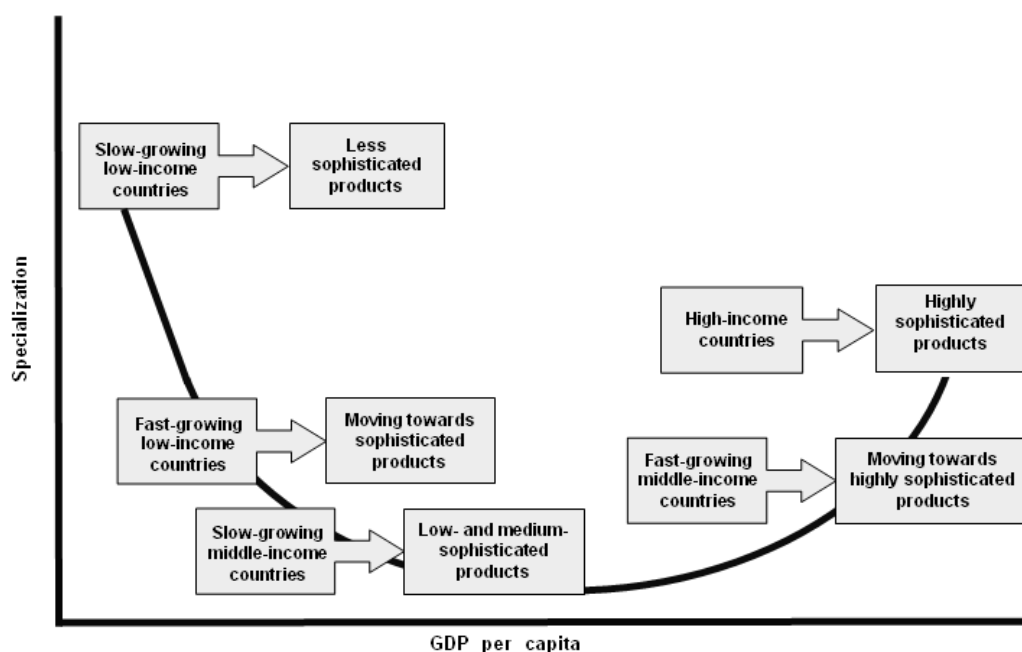 Slow-growing
low-income
countries
Less
sophisticated
products
Specialization
High-income
countries
Highly
sophisticated
products
Fast-growing
low-income
countries
Moving towards
sophisticated
products
Fast-growing
middle-income
countries
Moving towards
highly sophisticated
products
Slow-growing
middle-income
countries
Low- and medium-
sophisticated
products
GDP per capita